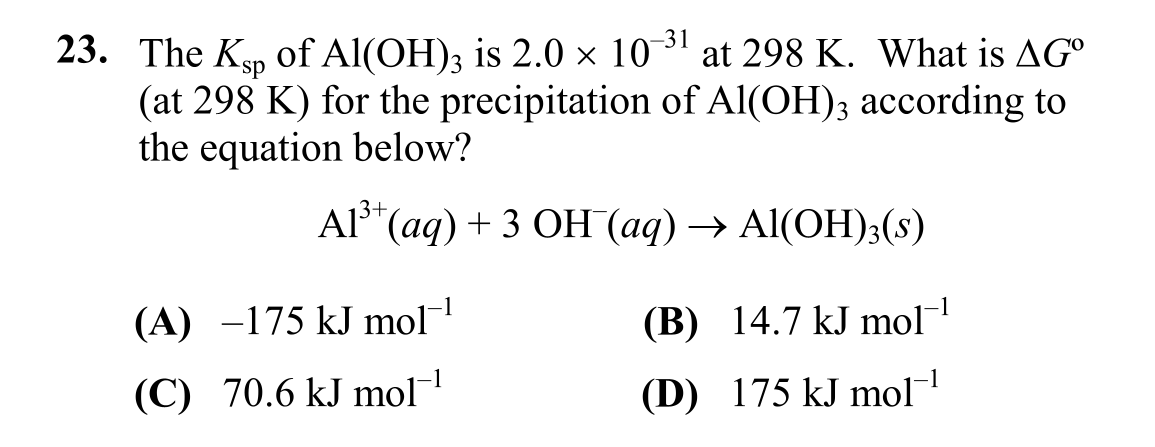 23. The Ksp of Al(OH)₃ is 2.0 × 10⁻³¹ at 298 K. What is ΔGº
(at 298 K) for the precipitation of Al(OH)₃ according to
the equation below?
Al³⁺(aq) + 3 OH⁻(aq) → Al(OH)₃(s)
(A) –175 kJ mol⁻¹ (B) 14.7 kJ mol⁻¹
(C) 70.6 kJ mol⁻¹ (D) 175 kJ mol⁻¹